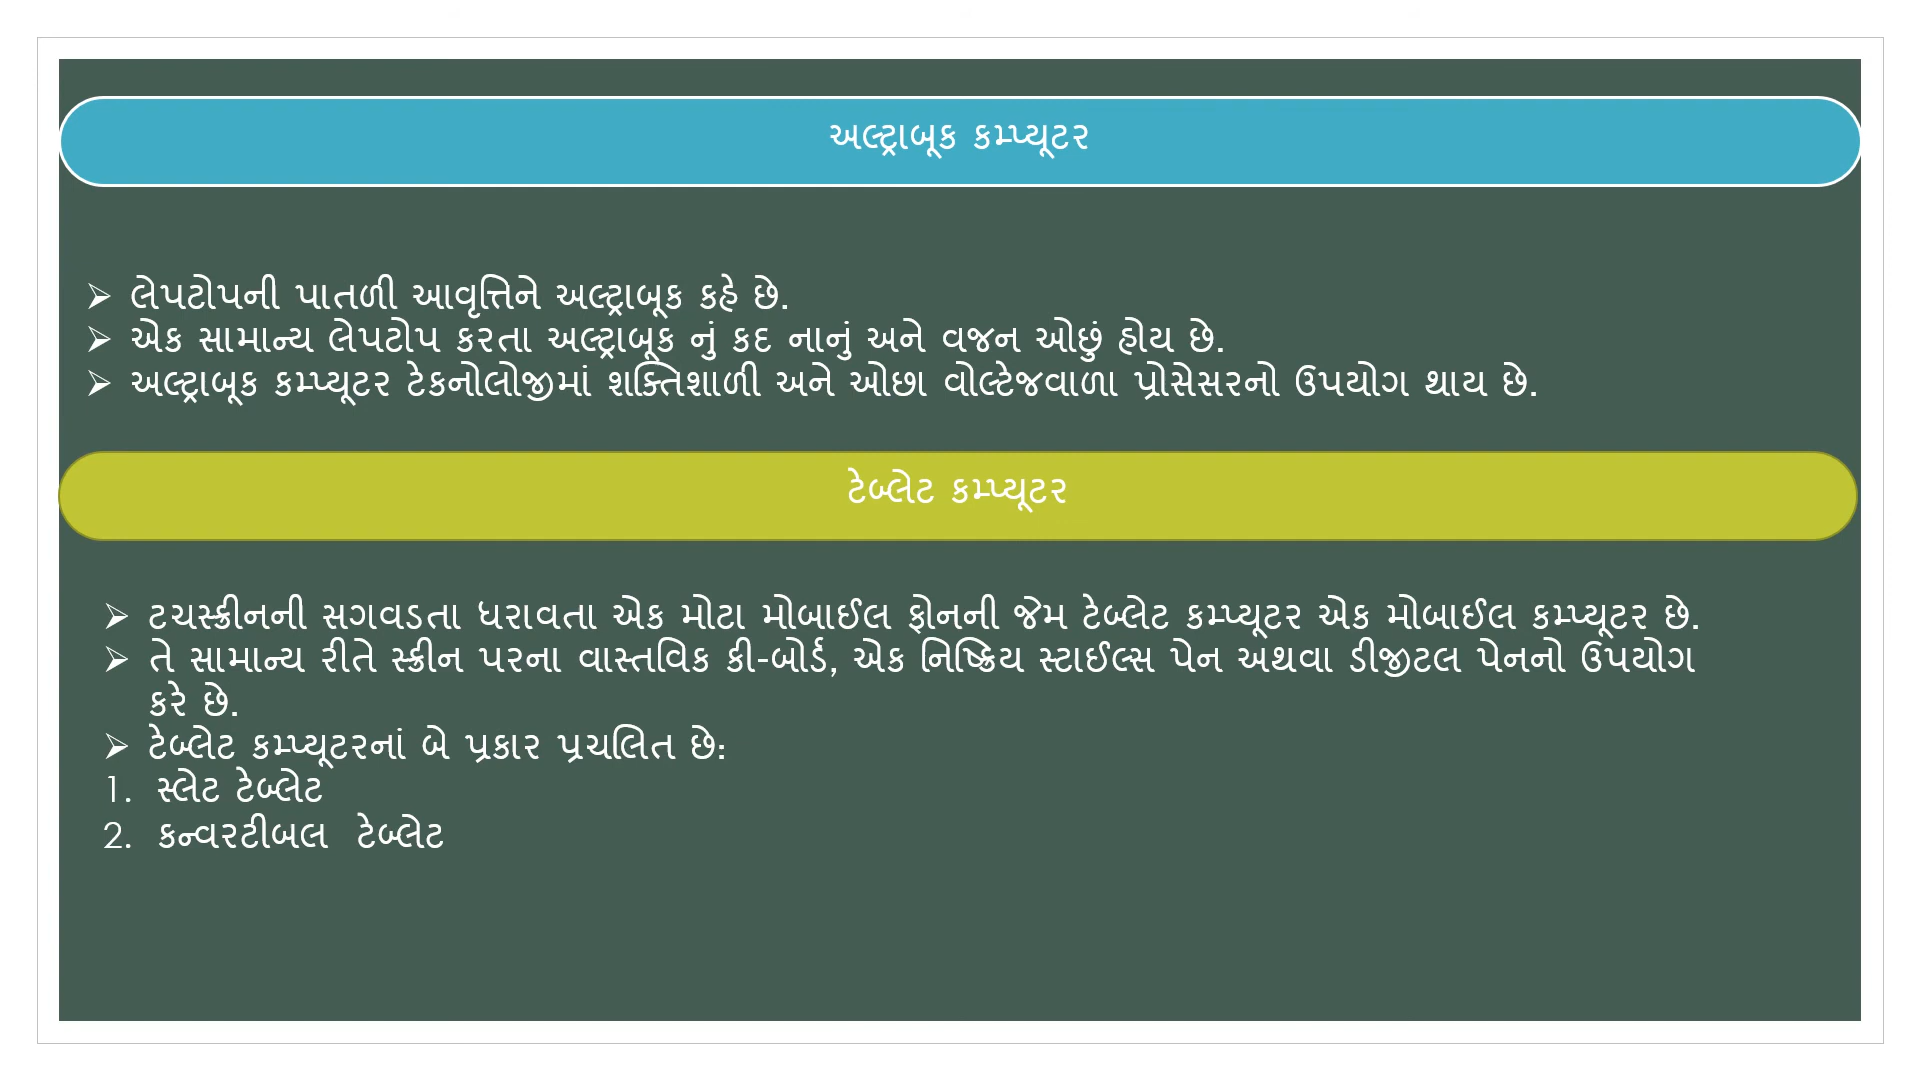 અલ્ટ્રાબૂક કમ્પ્યૂટર
➢ લેપટોપની પાતળી આવૃત્તિને અલ્ટ્રાબૂક કહે છે.
➢ એક સામાન્ય લેપટોપ કરતા અલ્ટ્રાબૂક નું કદ નાનું અને વજન ઓછું હોય છે.
➢ અલ્ટ્રાબૂક કમ્પ્યૂટર ટેકનોલોજીમાં શક્તિશાળી અને ઓછા વોલ્ટેજવાળા પ્રોસેસરનો ઉપયોગ થાય છે.
ટેબ્લેટ કમ્પ્યૂટર
➢ ટચસ્ક્રીનની સગવડતા ધરાવતા એક મોટા મોબાઈલ ફોનની જેમ ટેબ્લેટ કમ્પ્યૂટર એક મોબાઈલ કમ્પ્યૂટર છે.
➢ તે સામાન્ય રીતે સ્ક્રીન પરના વાસ્તવિક કી-બોર્ડ, એક નિષ્ક્રિય સ્ટાઈલ્સ પેન અથવા ડીજીટલ પેનનો ઉપયોગ
કરે છે.
➢ ટેબ્લેટ કમ્પ્યૂટરનાં બે પ્રકાર પ્રચલિત છે:
1. સ્લેટ ટેબ્લેટ
2. કન્વરટીબલ ટેબ્લેટ